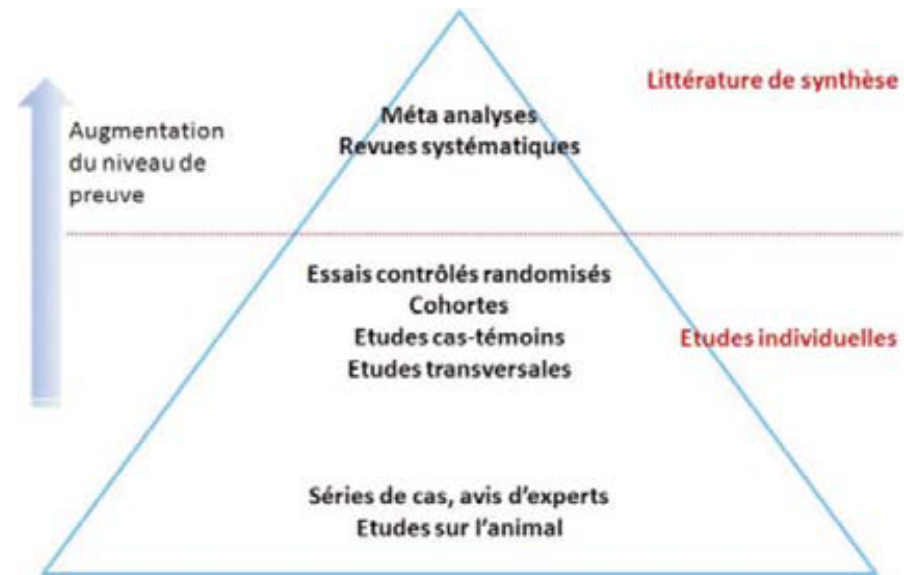 Littérature de synthèse
Augmentation
du niveau de
preuve
Méta analyses
Revues systématiques
Essais contrôlés randomisés
Cohortes
Etudes cas-témoins
Etudes transversales
Etudes individuelles
Séries de cas, avis d'experts
Etudes sur l'animal